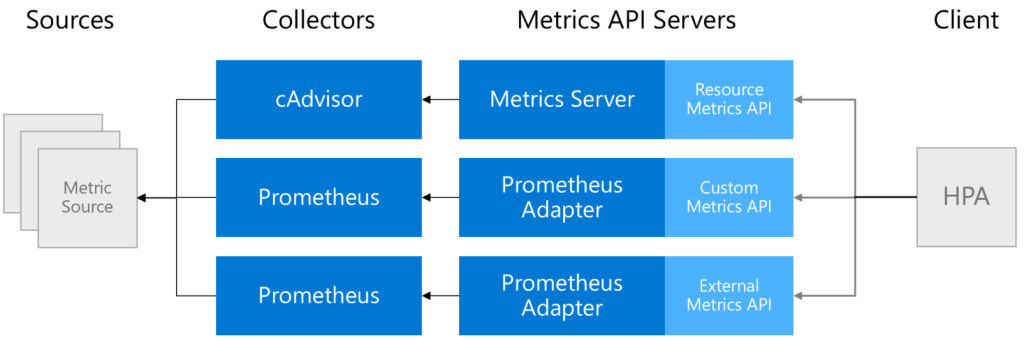 Sources
Collectors
Metrics API Servers
Client
cAdvisor
Metrics Server
Resource
Metrics API
Metric
Source
Prometheus
Prometheus
Adapter
Custom
Metrics API
HPA
Prometheus
Prometheus
Adapter
External
Metrics API